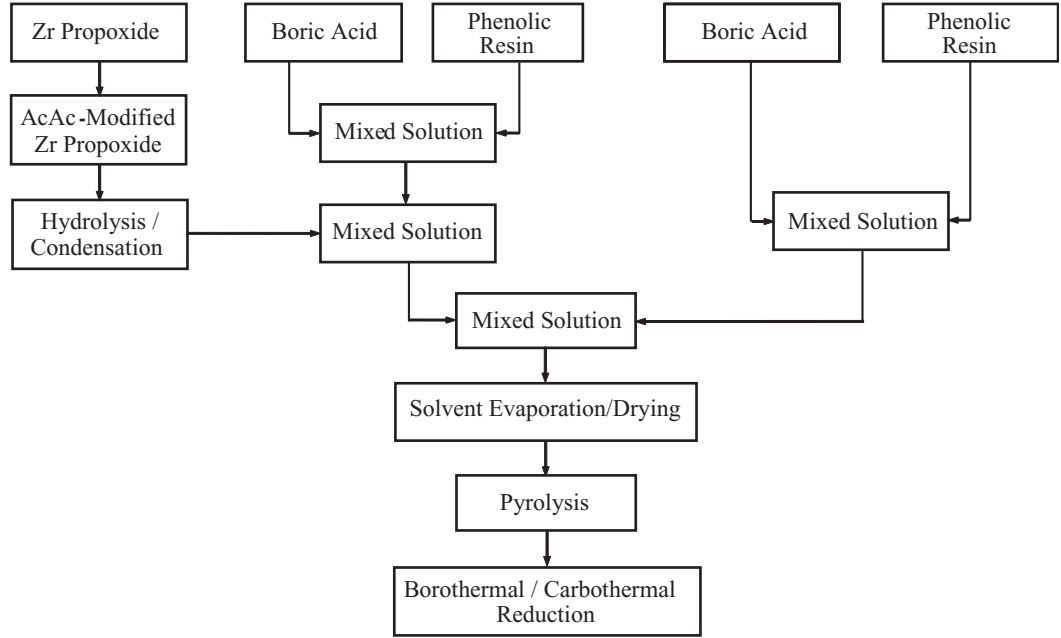 Zr Propoxide
Boric Acid
Phenolic
Resin
Boric Acid
Phenolic
Resin
AcAc-Modified
Zr Propoxide
Mixed Solution
Hydrolysis /
Condensation
Mixed Solution
Mixed Solution
Mixed Solution
Solvent Evaporation/Drying
Pyrolysis
Borothermal / Carbothermal
Reduction